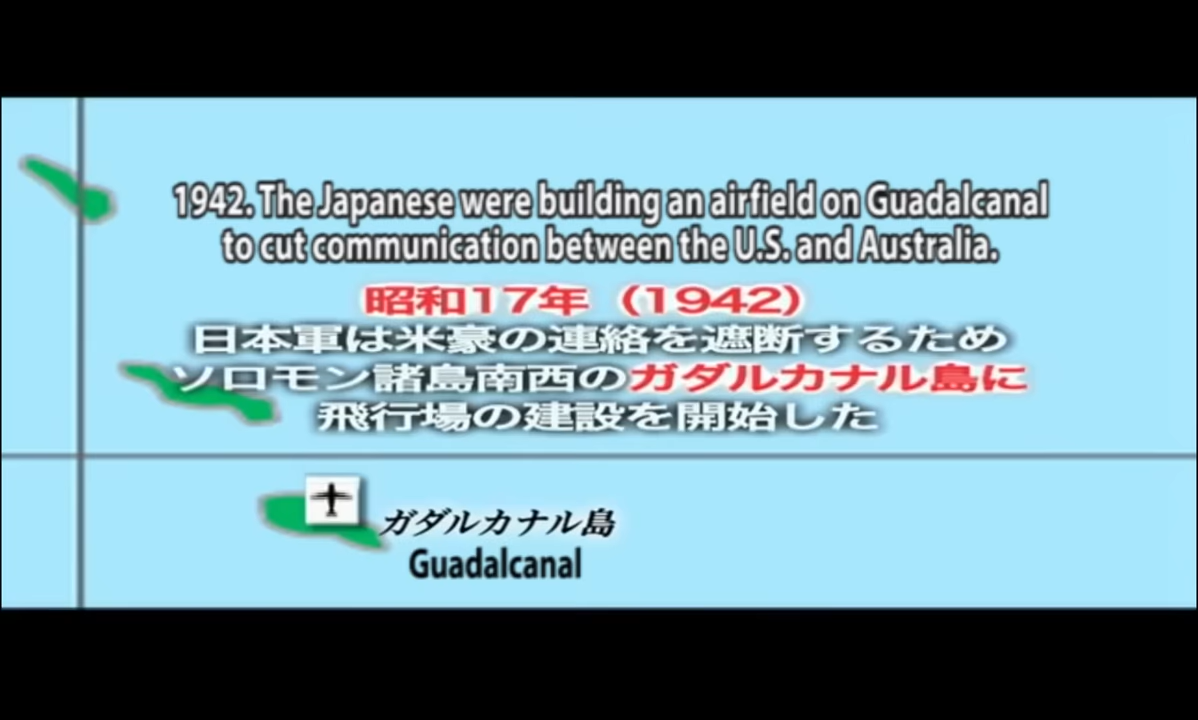 1942. The Japanese were building an airfield on Guadalcanal
to cut communication between the U.S. and Australia.
昭和17年（1942）
日本軍は米豪の連絡を遮断するため
ソロモン諸島南西のガダルカナル島に
飛行場の建設を開始した
ガダルカナル島
Guadalcanal